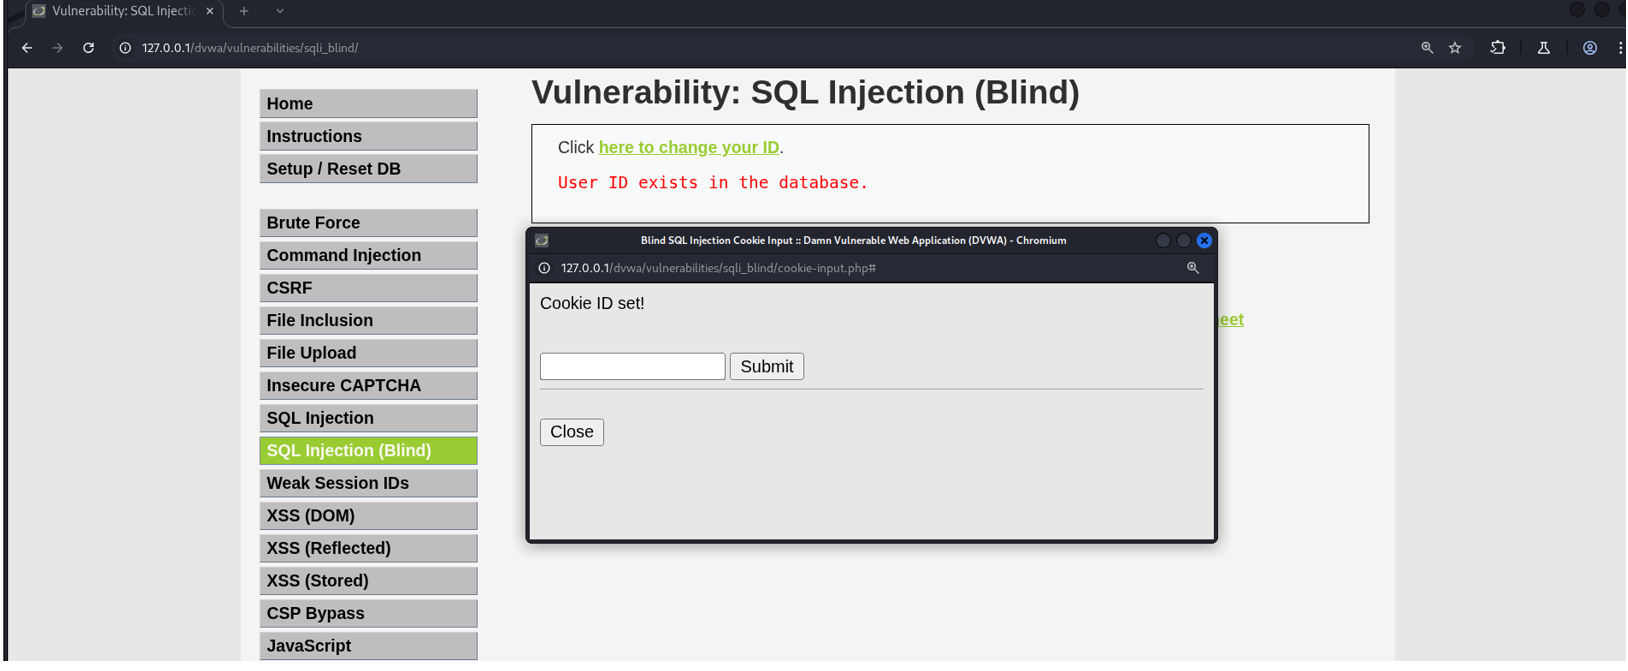 Vulnerability: SQL Injectio
127.0.0.1/dvwa/vulnerabilities/sqli_blind/
Home
Instructions
Setup / Reset DB
Brute Force
Command Injection
CSRF
File Inclusion
File Upload
Insecure CAPTCHA
SQL Injection
SQL Injection (Blind)
Weak Session IDs
XSS (DOM)
XSS (Reflected)
XSS (Stored)
CSP Bypass
JavaScript
Vulnerability: SQL Injection (Blind)
Click here to change your ID.
User ID exists in the database.
Blind SQL Injection Cookie Input :: Damn Vulnerable Web Application (DVWA) - Chromium
127.0.0.1/dvwa/vulnerabilities/sqli_blind/cookie-input.php#
Cookie ID set!
Submit
Close